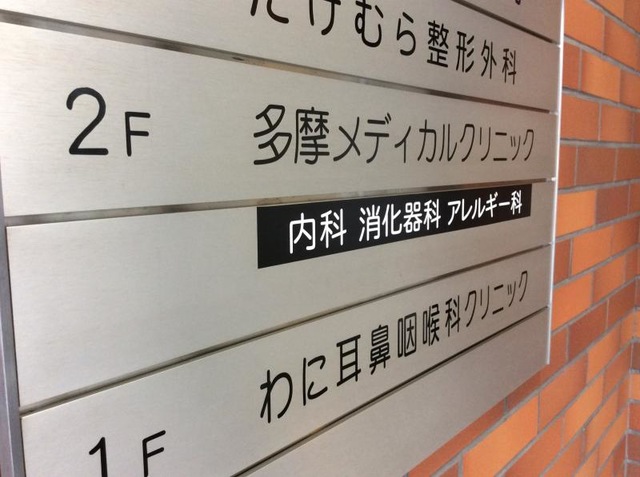 たけむら整形外科
2F 多摩メディカルクリニック
内科 消化器科 アレルギー科
わに耳鼻咽喉科クリニック
1F